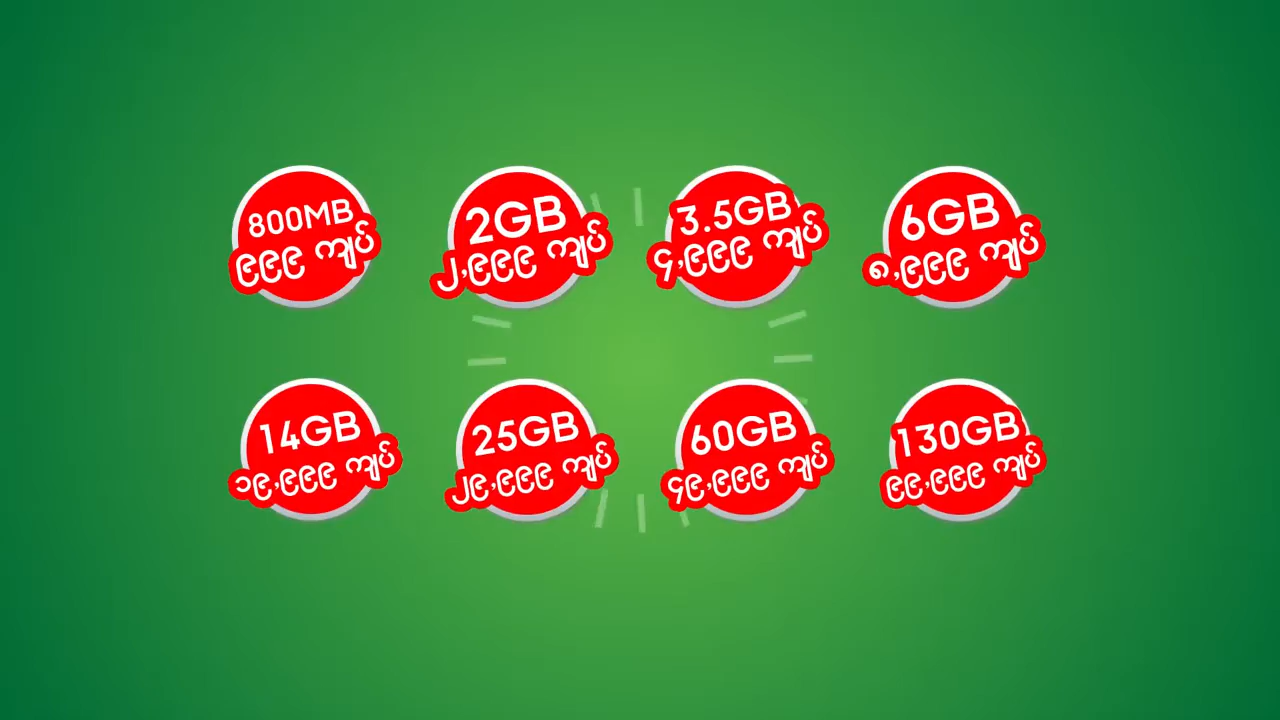 800MB
၉၉၉ ကျပ်
2GB
၂,၉၉၉ ကျပ်
3.5GB
၄,၉၉၉ ကျပ်
6GB
၈,၉၉၉ ကျပ်
14GB
၁၉,၉၉၉ ကျပ်
25GB
၂၉,၉၉၉ ကျပ်
60GB
၄၉,၉၉၉ ကျပ်
130GB
၉၉,၉၉၉ ကျပ်